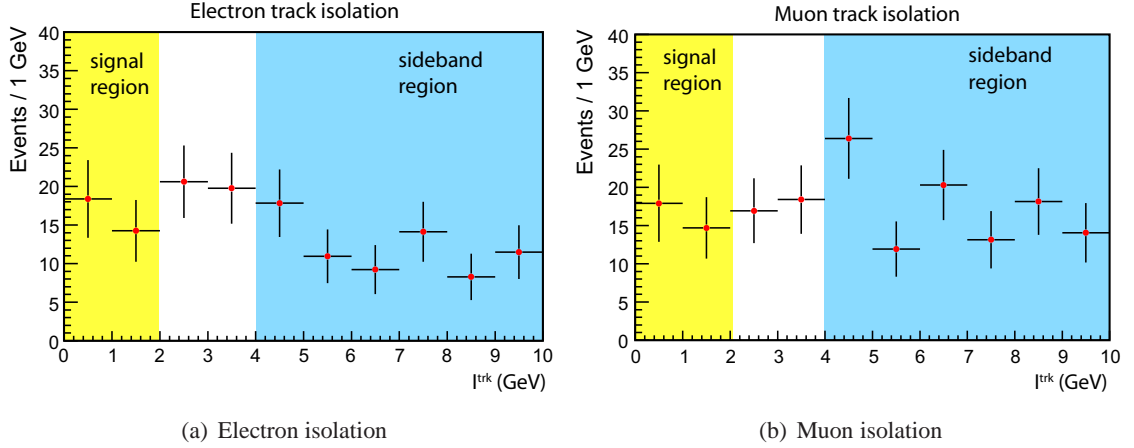 Electron track isolation
Events / 1 GeV
40
35
30
25
20
15
10
5
0
signal
region
sideband
region
0 1 2 3 4 5 6 7 8 9 10
I^trk (GeV)
(a) Electron isolation
Muon track isolation
Events / 1 GeV
40
35
30
25
20
15
10
5
0
signal
region
sideband
region
0 1 2 3 4 5 6 7 8 9 10
I^trk (GeV)
(b) Muon isolation